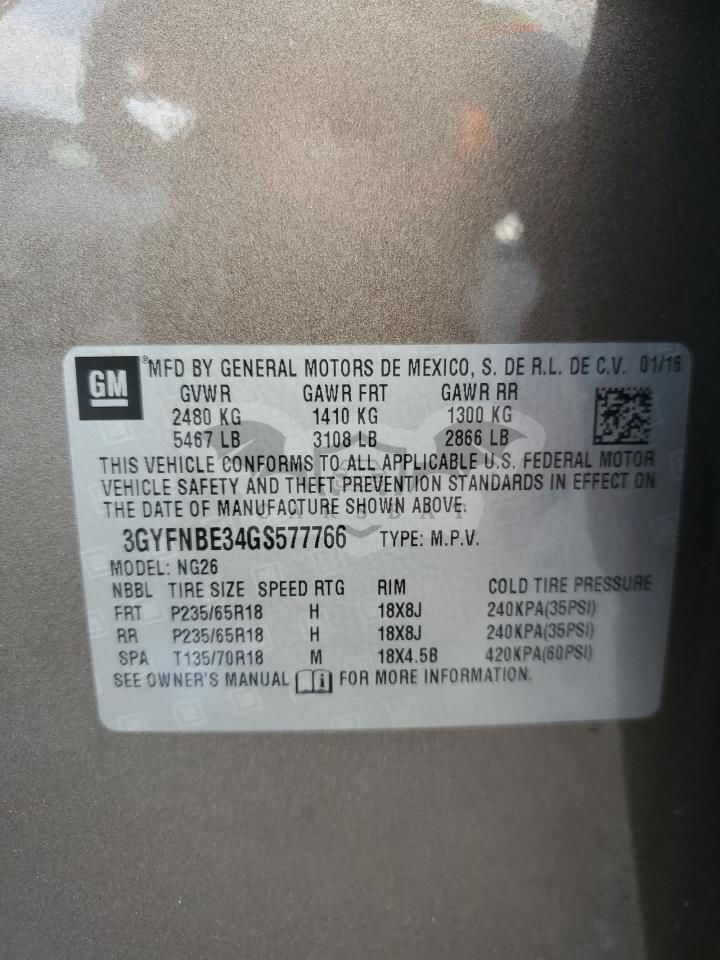 GM
®MFD BY GENERAL MOTORS DE MEXICO, S. DE R.L. DE C.V. 01/16
GVWR GAWR FRT GAWR RR
2480 KG 1410 KG 1300 KG
5467 LB 3108 LB 2866 LB
THIS VEHICLE CONFORMS TO ALL APPLICABLE U.S. FEDERAL MOTOR
VEHICLE SAFETY AND THEFT PREVENTION STANDARDS IN EFFECT ON
THE DATE OF MANUFACTURE SHOWN ABOVE.
3GYFNBE34GS577766 TYPE: M.P.V.
MODEL: NG26
NBBL TIRE SIZE SPEED RTG RIM COLD TIRE PRESSURE
FRT P235/65R18 H 18X8J 240KPA(35PSI)
RR P235/65R18 H 18X8J 240KPA(35PSI)
SPA T135/70R18 M 18X4.5B 420KPA(60PSI)
SEE OWNER'S MANUAL i FOR MORE INFORMATION.